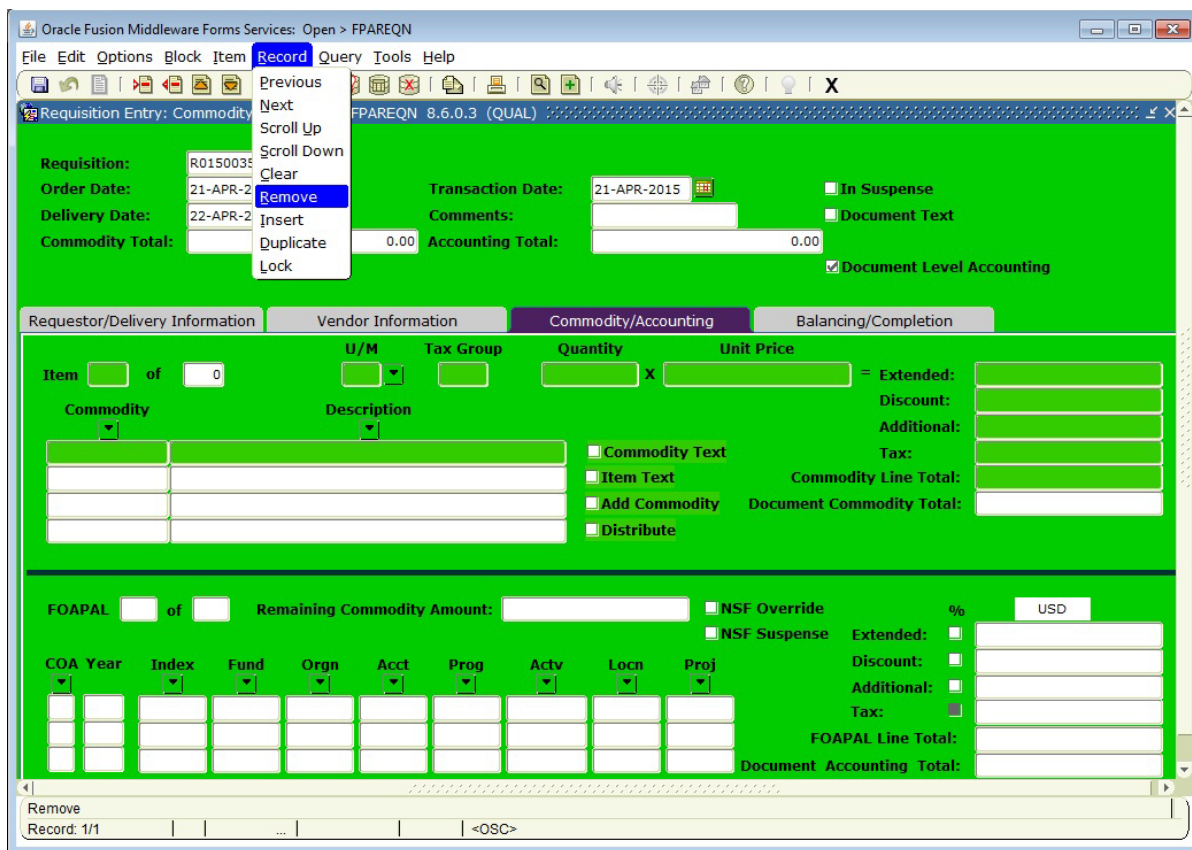 Oracle Fusion Middleware Forms Services: Open > FPAREQN
File Edit Options Block Item Record Query Tools Help
X
Previous
Next
Scroll Up
Scroll Down
Clear
Remove
Insert
Duplicate
Lock
Requisition Entry: Commodity FPAREQN 8.6.0.3 (QUAL)
Requisition: R0150035
Order Date: 21-APR-2 Transaction Date: 21-APR-2015 In Suspense
Delivery Date: 22-APR-2 Comments: Document Text
Commodity Total: 0.00 Accounting Total: 0.00
Document Level Accounting
Requestor/Delivery Information Vendor Information Commodity/Accounting Balancing/Completion
U/M Tax Group Quantity Unit Price
Item of 0 X = Extended:
Discount:
Commodity Description Additional:
Commodity Text Tax:
Item Text Commodity Line Total:
Add Commodity Document Commodity Total:
Distribute
FOAPAL of Remaining Commodity Amount: NSF Override % USD
NSF Suspense Extended:
COA Year Index Fund Orgn Acct Prog Actv Locn Proj Discount:
Additional:
Tax:
FOAPAL Line Total:
Document Accounting Total:
Remove
Record: 1/1 ... <OSC>